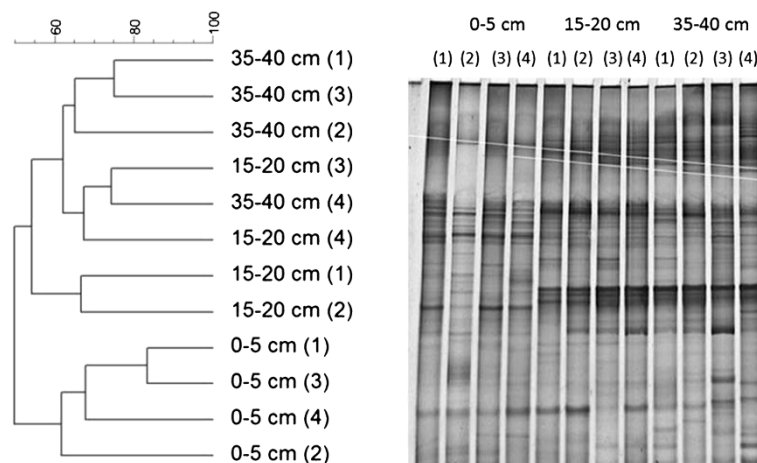 60 80 100
35-40 cm (1)
35-40 cm (3)
35-40 cm (2)
15-20 cm (3)
35-40 cm (4)
15-20 cm (4)
15-20 cm (1)
15-20 cm (2)
0-5 cm (1)
0-5 cm (3)
0-5 cm (4)
0-5 cm (2)
0-5 cm 15-20 cm 35-40 cm
(1) (2) (3) (4) (1) (2) (3) (4) (1) (2) (3) (4)